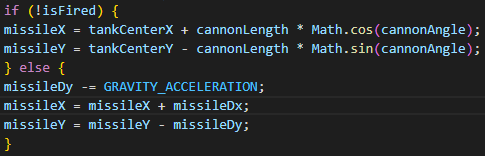 if (!isFired) {
missileX = tankCenterX + cannonLength * Math.cos(cannonAngle);
missileY = tankCenterY - cannonLength * Math.sin(cannonAngle);
} else {
missileDy -= GRAVITY_ACCELERATION;
missileX = missileX + missileDx;
missileY = missileY - missileDy;
}